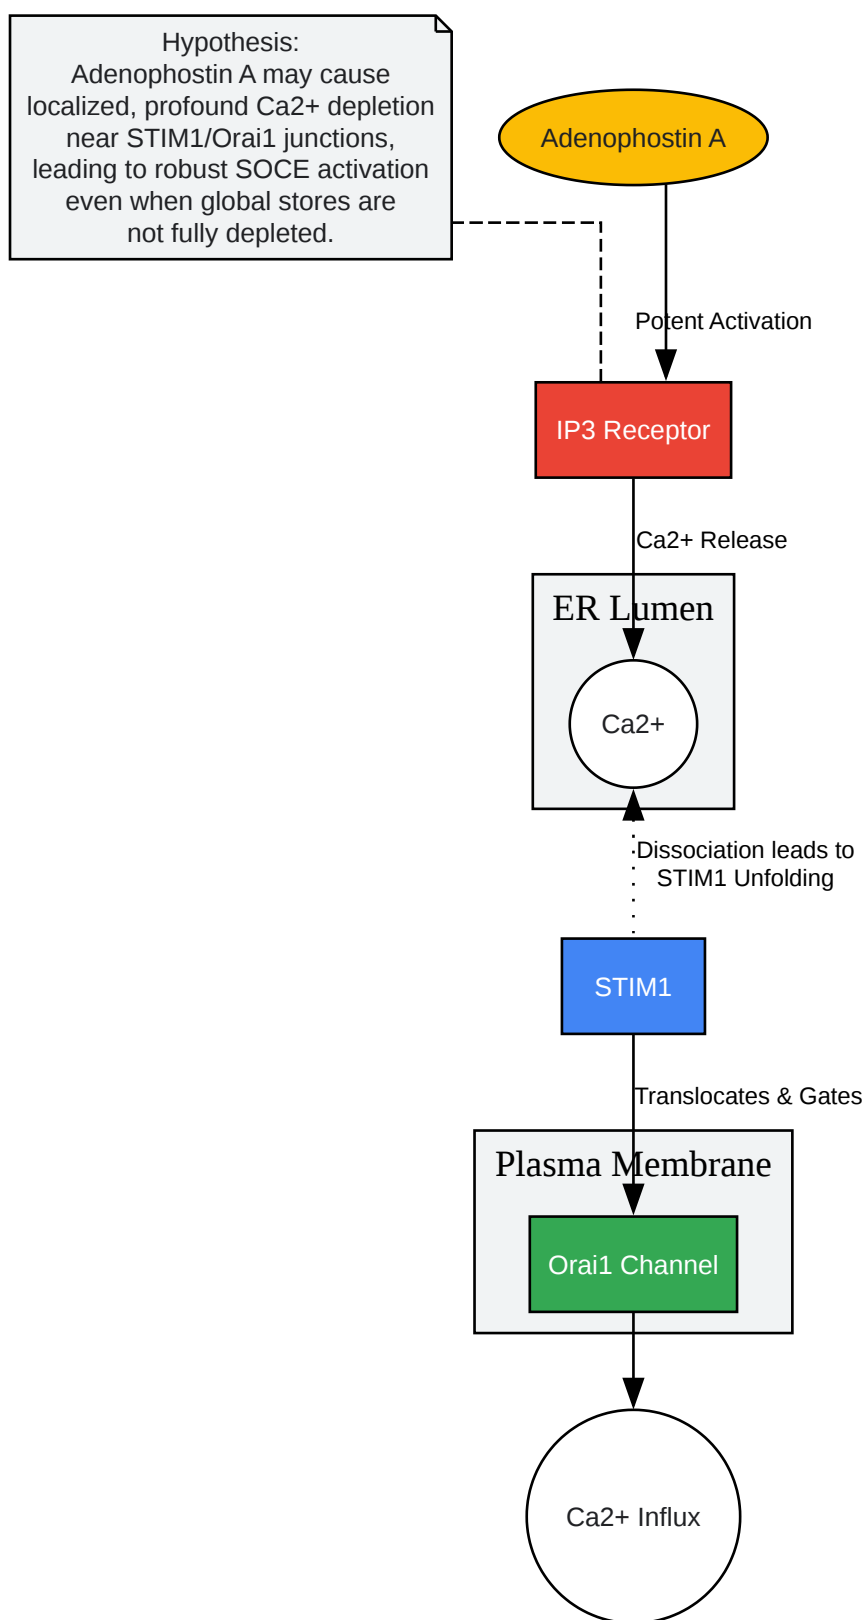 Hypothesis:
Adenophostin A may cause
localized, profound Ca2+ depletion
near STIM1/Orai1 junctions,
leading to robust SOCE activation
even when global stores are
not fully depleted.
Adenophostin A
Potent Activation
IP3 Receptor
Ca2+ Release
ER Lumen
Ca2+
Dissociation leads to
STIM1 Unfolding
STIM1
Translocates & Gates
Plasma Membrane
Orai1 Channel
Ca2+ Influx